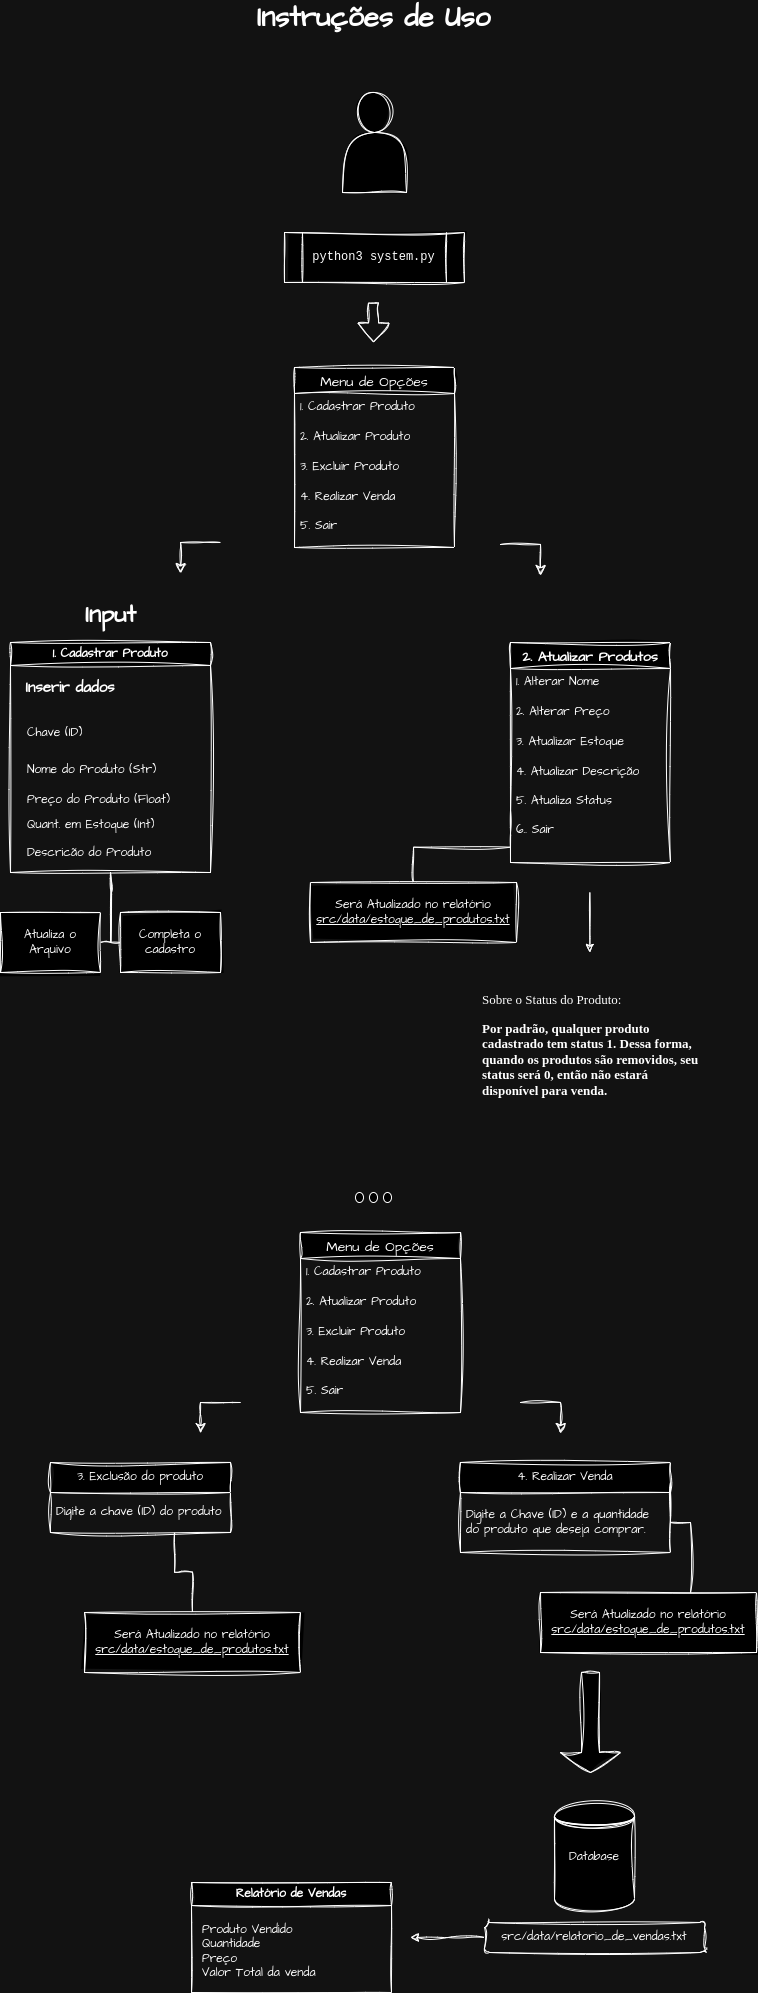 Instruções de Uso
python3 system.py
Menu de Opções
1. Cadastrar Produto
2. Atualizar Produto
3. Excluir Produto
4. Realizar Venda
5. Sair
Input
1. Cadastrar Produto
Inserir dados
Chave (ID)
Nome do Produto (Str)
Preço do Produto (Float)
Quant. em Estoque (Int)
Descricão do Produto
Atualiza o
Arquivo
Completa o
cadastro
2. Atualizar Produtos
1. Alterar Nome
2. Alterar Preço
3. Atualizar Estoque
4. Atualizar Descrição
5. Atualiza Status
6.. Sair
Será Atualizado no relatório
src/data/estoque_de_produtos.txt
Sobre o Status do Produto:
Por padrão, qualquer produto
cadastrado tem status 1. Dessa forma,
quando os produtos são removidos, seu
status será 0, então não estará
disponível para venda.
Menu de Opções
1. Cadastrar Produto
2. Atualizar Produto
3. Excluir Produto
4. Realizar Venda
5. Sair
3. Exclusão do produto
Digite a chave (ID) do produto
Será Atualizado no relatório
src/data/estoque_de_produtos.txt
4. Realizar Venda
Digite a Chave (ID) e a quantidade
do produto que deseja comprar.
Será Atualizado no relatório
src/data/estoque_de_produtos.txt
Database
src/data/relatorio_de_vendas.txt
Relatório de Vendas
Produto Vendido
Quantidade
Preço
Valor Total da venda